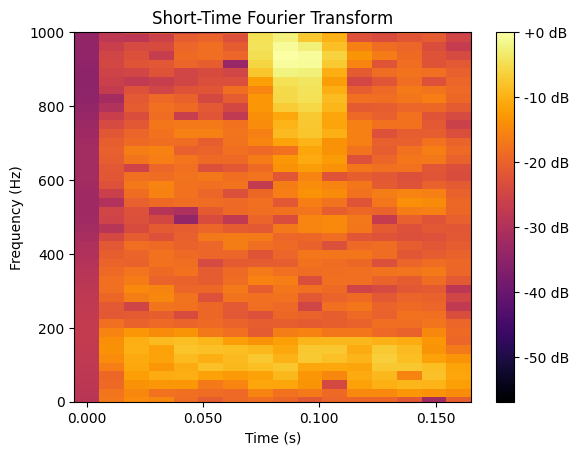 Short-Time Fourier Transform
1000
800
600
400
200
0
Frequency (Hz)
0.000
0.050
0.100
0.150
Time (s)
+0 dB
-10 dB
-20 dB
-30 dB
-40 dB
-50 dB